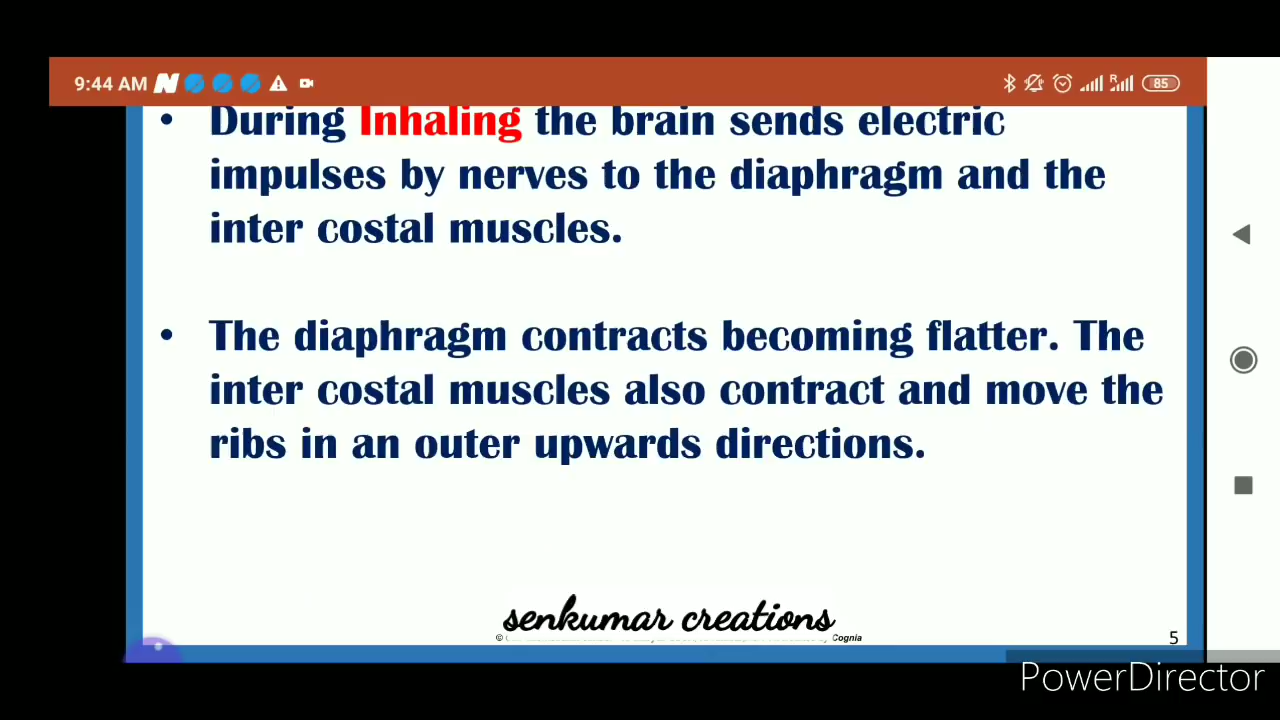 9:44 AM
R
85
• During Inhaling the brain sends electric
impulses by nerves to the diaphragm and the
inter costal muscles.
• The diaphragm contracts becoming flatter. The
inter costal muscles also contract and move the
ribs in an outer upwards directions.
senkumar creations
©
Cognia
5
PowerDirector